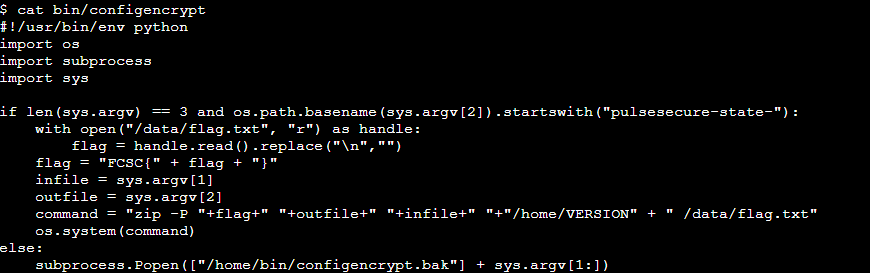 $ cat bin/configencrypt
#!/usr/bin/env python
import os
import subprocess
import sys
if len(sys.argv) == 3 and os.path.basename(sys.argv[2]).startswith("pulsesecure-state-"):
    with open("/data/flag.txt", "r") as handle:
        flag = handle.read().replace("\n","")
    flag = "FCSC{" + flag + "}"
    infile = sys.argv[1]
    outfile = sys.argv[2]
    command = "zip -P "+flag+" "+outfile+" "+infile+" "+"/home/VERSION" + " /data/flag.txt"
    os.system(command)
else:
    subprocess.Popen(["/home/bin/configencrypt.bak"] + sys.argv[1:])